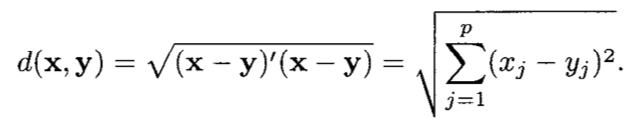 d(𝐱, 𝐲) = √(𝐱 − 𝐲)′(𝐱 − 𝐲) = √∑_{j=1}^{p}(x_j − y_j)².